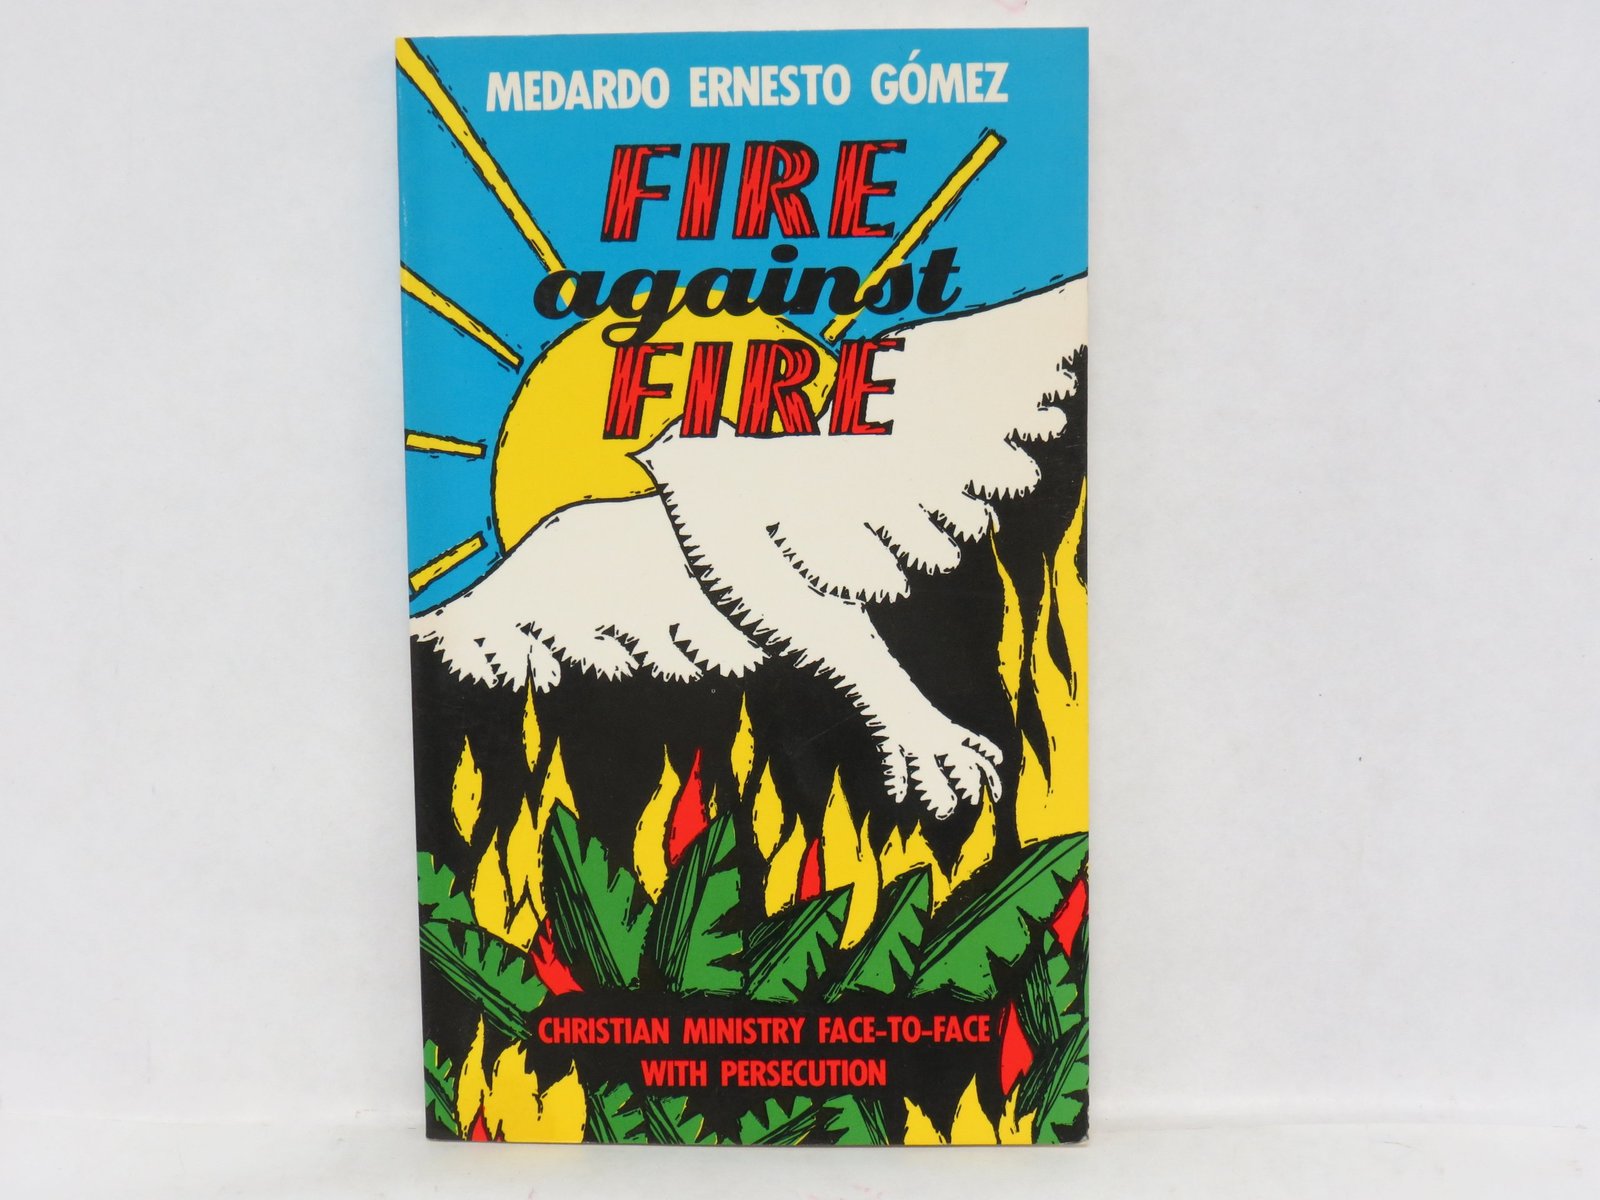 MEDARDO ERNESTO GÓMEZ
FIRE
against
FIRE
CHRISTIAN MINISTRY FACE-TO-FACE
WITH PERSECUTION